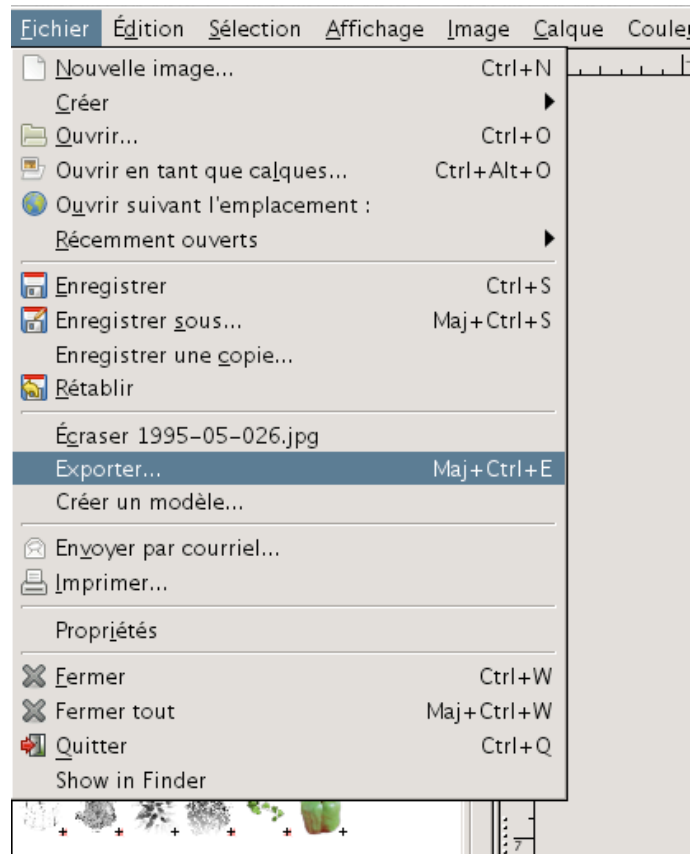 Fichier Édition Sélection Affichage Image Calque
Nouvelle image... Ctrl+N
Créer
Ouvrir... Ctrl+O
Ouvrir en tant que calques... Ctrl+Alt+O
Ouvrir suivant l'emplacement :
Récemment ouverts
Enregistrer Ctrl+S
Enregistrer sous... Maj+Ctrl+S
Enregistrer une copie...
Rétablir
Écraser 1995-05-026.jpg
Exporter... Maj+Ctrl+E
Créer un modèle...
Envoyer par courriel...
Imprimer...
Propriétés
Fermer Ctrl+W
Fermer tout Maj+Ctrl+W
Quitter Ctrl+Q
Show in Finder
7